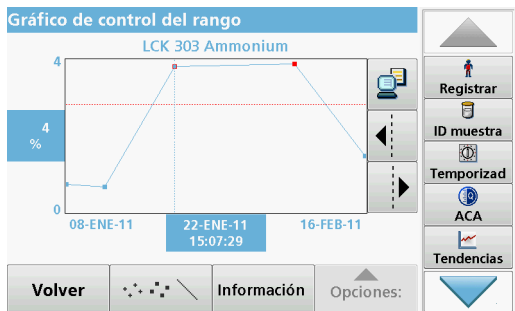 Gráfico de control del rango
LCK 303 Ammonium
4
4
%
0
08-ENE-11
22-ENE-11
15:07:29
16-FEB-11
Volver
Información
Opciones:
Registrar
ID muestra
Temporizad
ACA
Tendencias